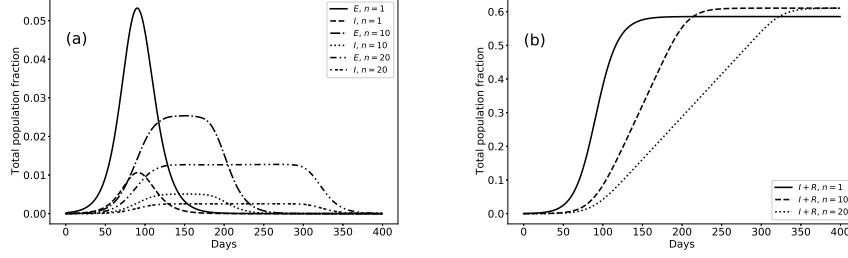 (a)
E, n = 1
I, n = 1
E, n = 10
I, n = 10
E, n = 20
I, n = 20
Total population fraction
0.05
0.04
0.03
0.02
0.01
0.00
0 50 100 150 200 250 300 350 400
Days
(b)
Total population fraction
0.6
0.5
0.4
0.3
0.2
0.1
0.0
I + R, n = 1
I + R, n = 10
I + R, n = 20
0 50 100 150 200 250 300 350 400
Days